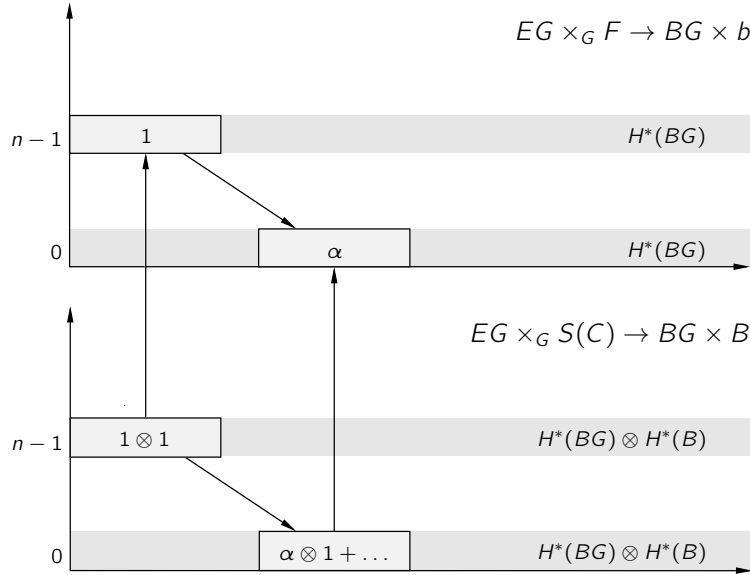 EG ×_G F → BG × b
n − 1
1
H*(BG)
0
α
H*(BG)
EG ×_G S(C) → BG × B
n − 1
1 ⊗ 1
H*(BG) ⊗ H*(B)
0
α ⊗ 1 + …
H*(BG) ⊗ H*(B)